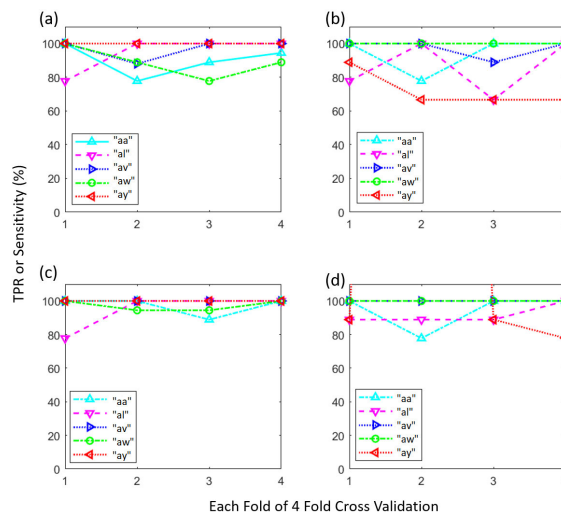 (a)
100
80
60
40
20
0
"aa"
"al"
"av"
"aw"
"ay"
1 2 3 4
(b)
100
80
60
40
20
0
"aa"
"al"
"av"
"aw"
"ay"
1 2 3
TPR or Sensitivity (%)
(c)
100
80
60
40
20
0
"aa"
"al"
"av"
"aw"
"ay"
1 2 3 4
(d)
100
80
60
40
20
0
"aa"
"al"
"av"
"aw"
"ay"
1 2 3
Each Fold of 4 Fold Cross Validation